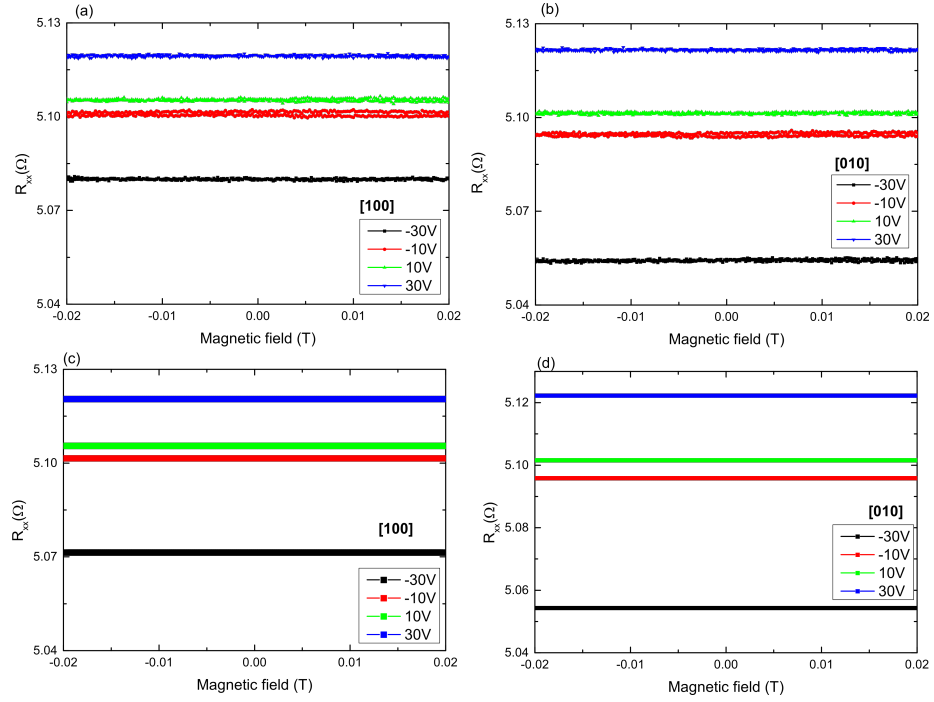 (a)
5.13
5.10
5.07
5.04
R_xx(Ω)
[100]
-30V
-10V
10V
30V
-0.02 -0.01 0.00 0.01 0.02
Magnetic field (T)
(b)
5.13
5.10
5.07
5.04
R_xx(Ω)
[010]
-30V
-10V
10V
30V
-0.02 -0.01 0.00 0.01 0.02
Magnetic field (T)
(c)
5.13
5.10
5.07
5.04
R_xx(Ω)
[100]
-30V
-10V
10V
30V
-0.02 -0.01 0.00 0.01 0.02
Magnetic field (T)
(d)
5.12
5.10
5.08
5.06
5.04
R_xx(Ω)
[010]
-30V
-10V
10V
30V
-0.02 -0.01 0.00 0.01 0.02
Magnetic field (T)